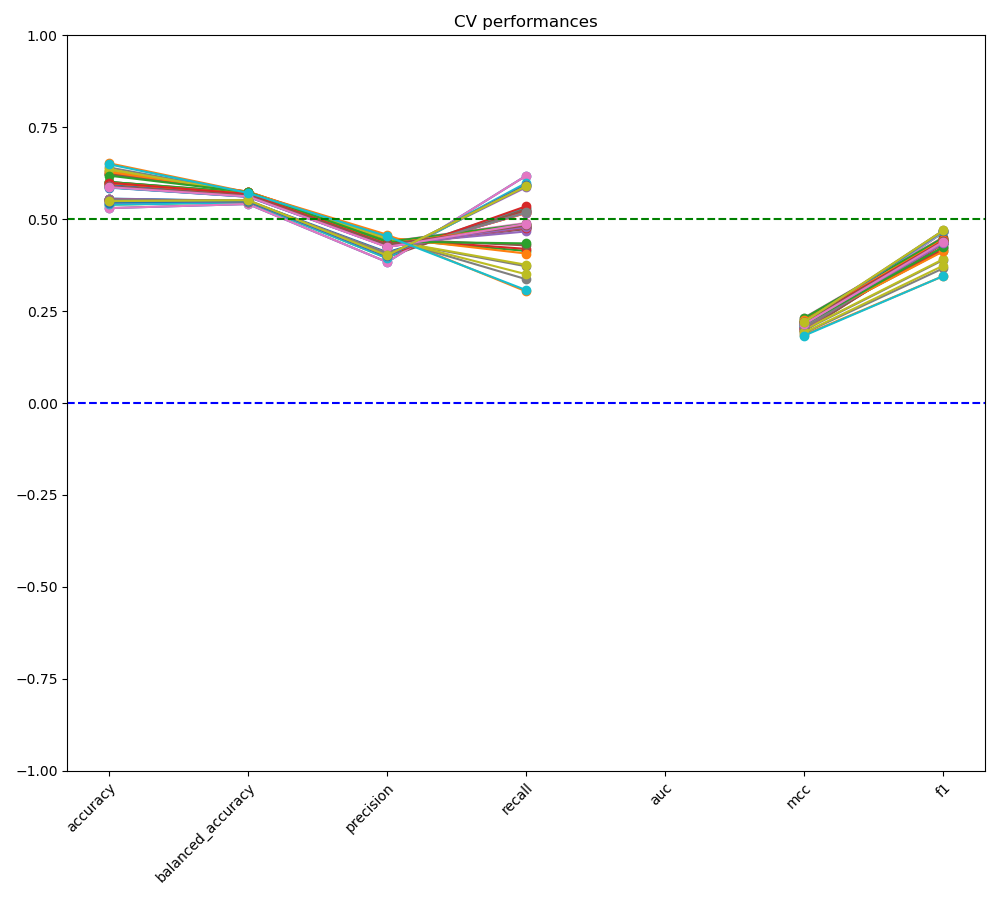 CV performances
1.00
0.75
0.50
0.25
0.00
−0.25
−0.50
−0.75
−1.00
accuracy
balanced_accuracy
precision
recall
auc
mcc
f1